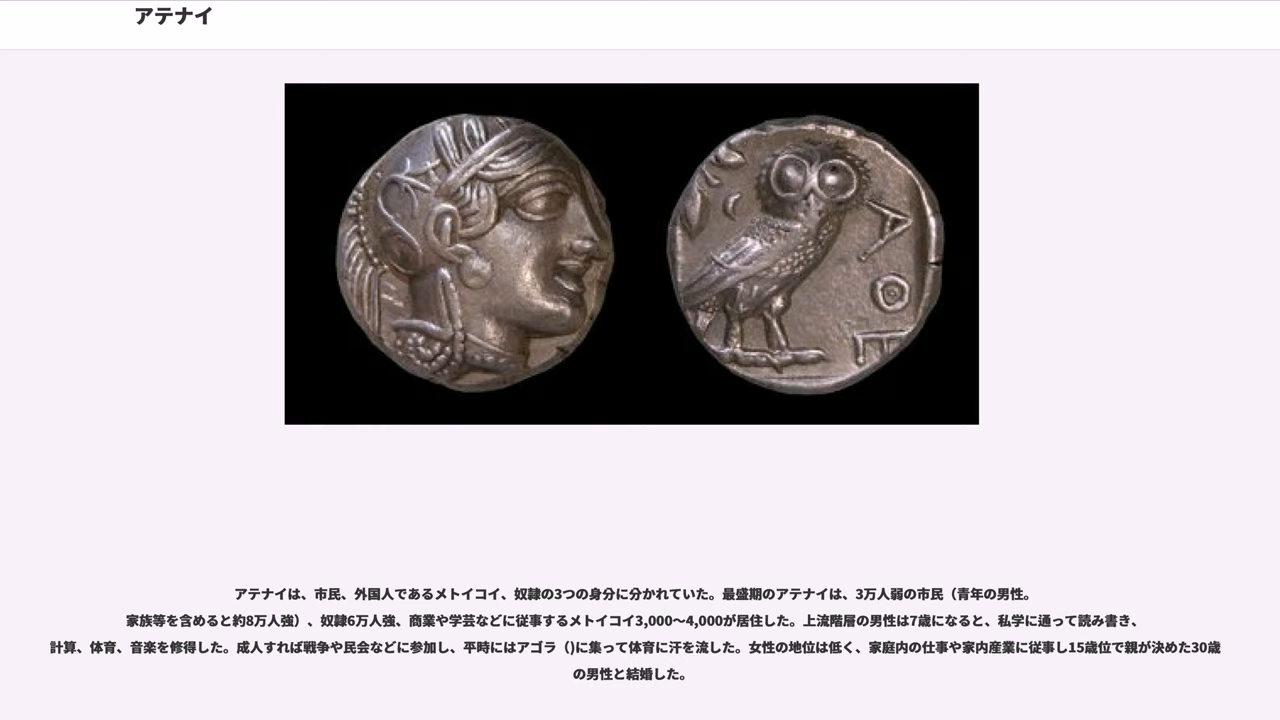 アテナイ
ΑΘΕ
アテナイは、市民、外国人であるメトイコイ、奴隷の3つの身分に分かれていた。最盛期のアテナイは、3万人弱の市民（青年の男性。
家族等を含めると約8万人強）、奴隷6万人強、商業や学芸などに従事するメトイコイ3,000〜4,000が居住した。上流階層の男性は7歳になると、私学に通って読み書き、
計算、体育、音楽を修得した。成人すれば戦争や民会などに参加し、平時にはアゴラ（)に集って体育に汗を流した。女性の地位は低く、家庭内の仕事や家内産業に従事し15歳位で親が決めた30歳
の男性と結婚した。